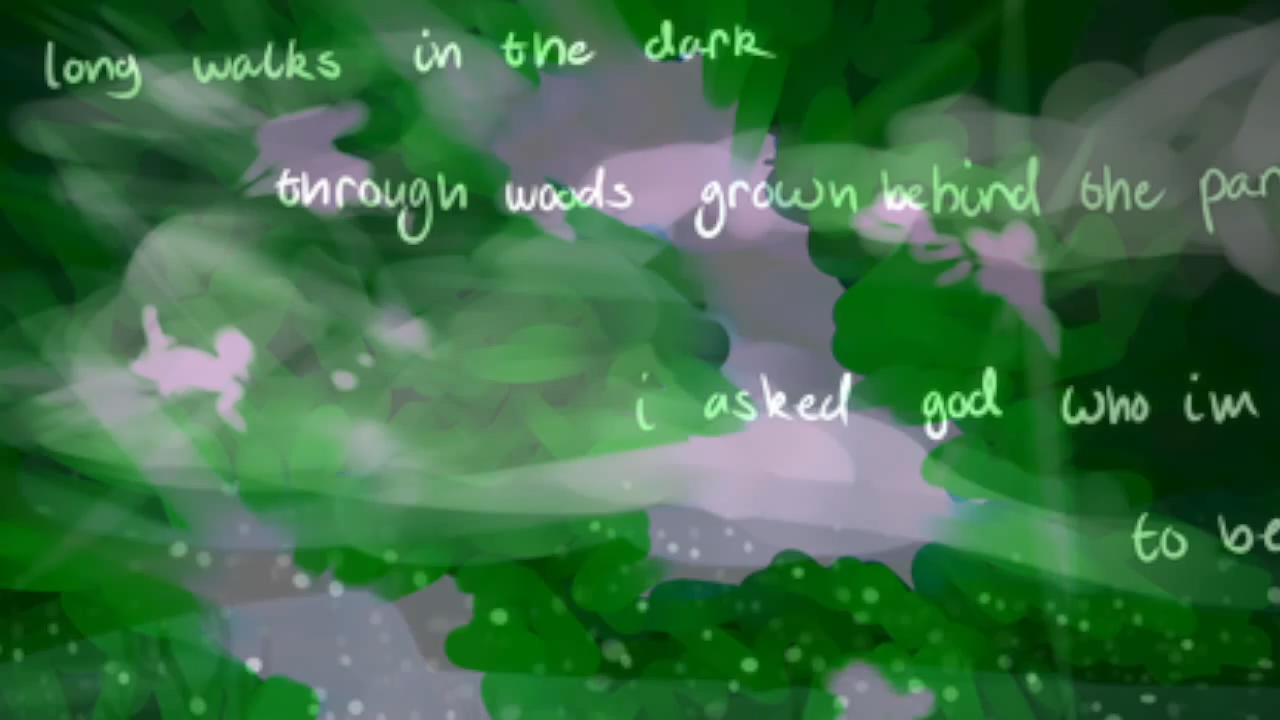 long walks in the dark
through woods grown behind the par
i asked god who im
to be